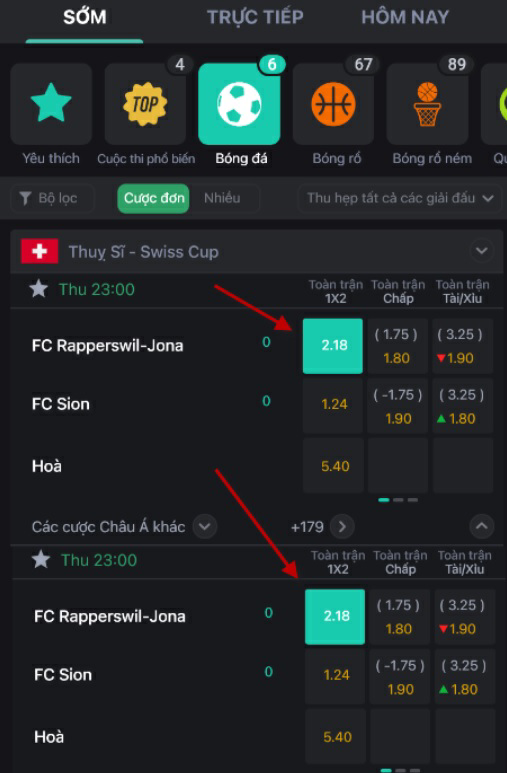 SỚM TRỰC TIẾP HÔM NAY
4 6 67 89
TOP
Yêu thích Cuộc thi phổ biến Bóng đá Bóng rổ Bóng rổ ném
Bộ lọc Cược đơn Nhiều Thu hẹp tất cả các giải đấu
Thuỵ Sĩ - Swiss Cup
Thu 23:00 Toàn trận Toàn trận Toàn trận
1X2 Chấp Tài/Xỉu
FC Rapperswil-Jona 0 2.18 ( 1.75 ) 1.80 ( 3.25 ) ▼1.90
FC Sion 0 1.24 ( -1.75 ) 1.90 ( 3.25 ) ▲1.80
Hoà 5.40
Các cược Châu Á khác +179
Thu 23:00 Toàn trận Toàn trận Toàn trận
1X2 Chấp Tài/Xỉu
FC Rapperswil-Jona 0 2.18 ( 1.75 ) 1.80 ( 3.25 ) ▼1.90
FC Sion 0 1.24 ( -1.75 ) 1.90 ( 3.25 ) ▲1.80
Hoà 5.40